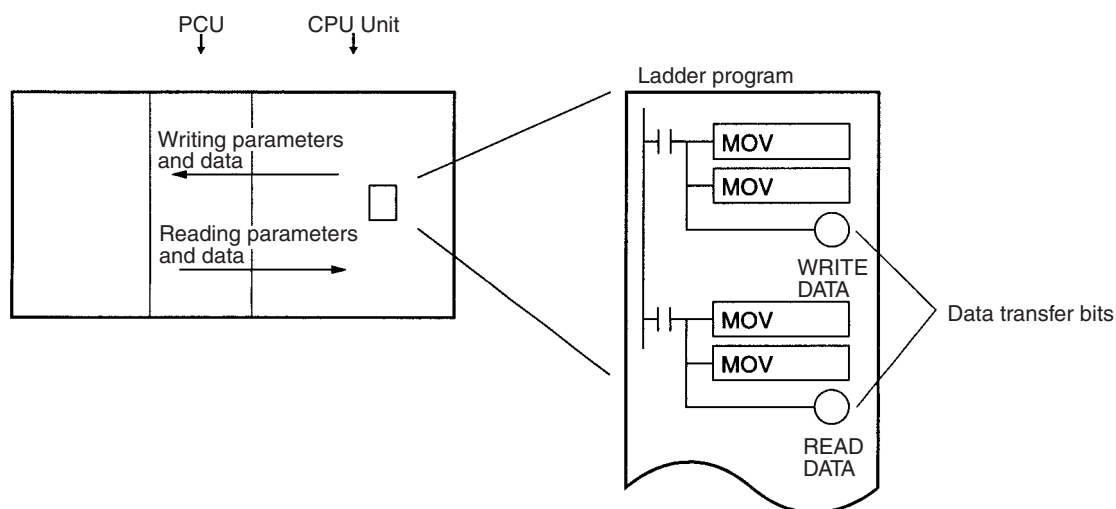 PCU
CPU Unit
Writing parameters
and data
Reading parameters
and data
Ladder program
MOV
MOV
WRITE
DATA
MOV
MOV
READ
DATA
Data transfer bits